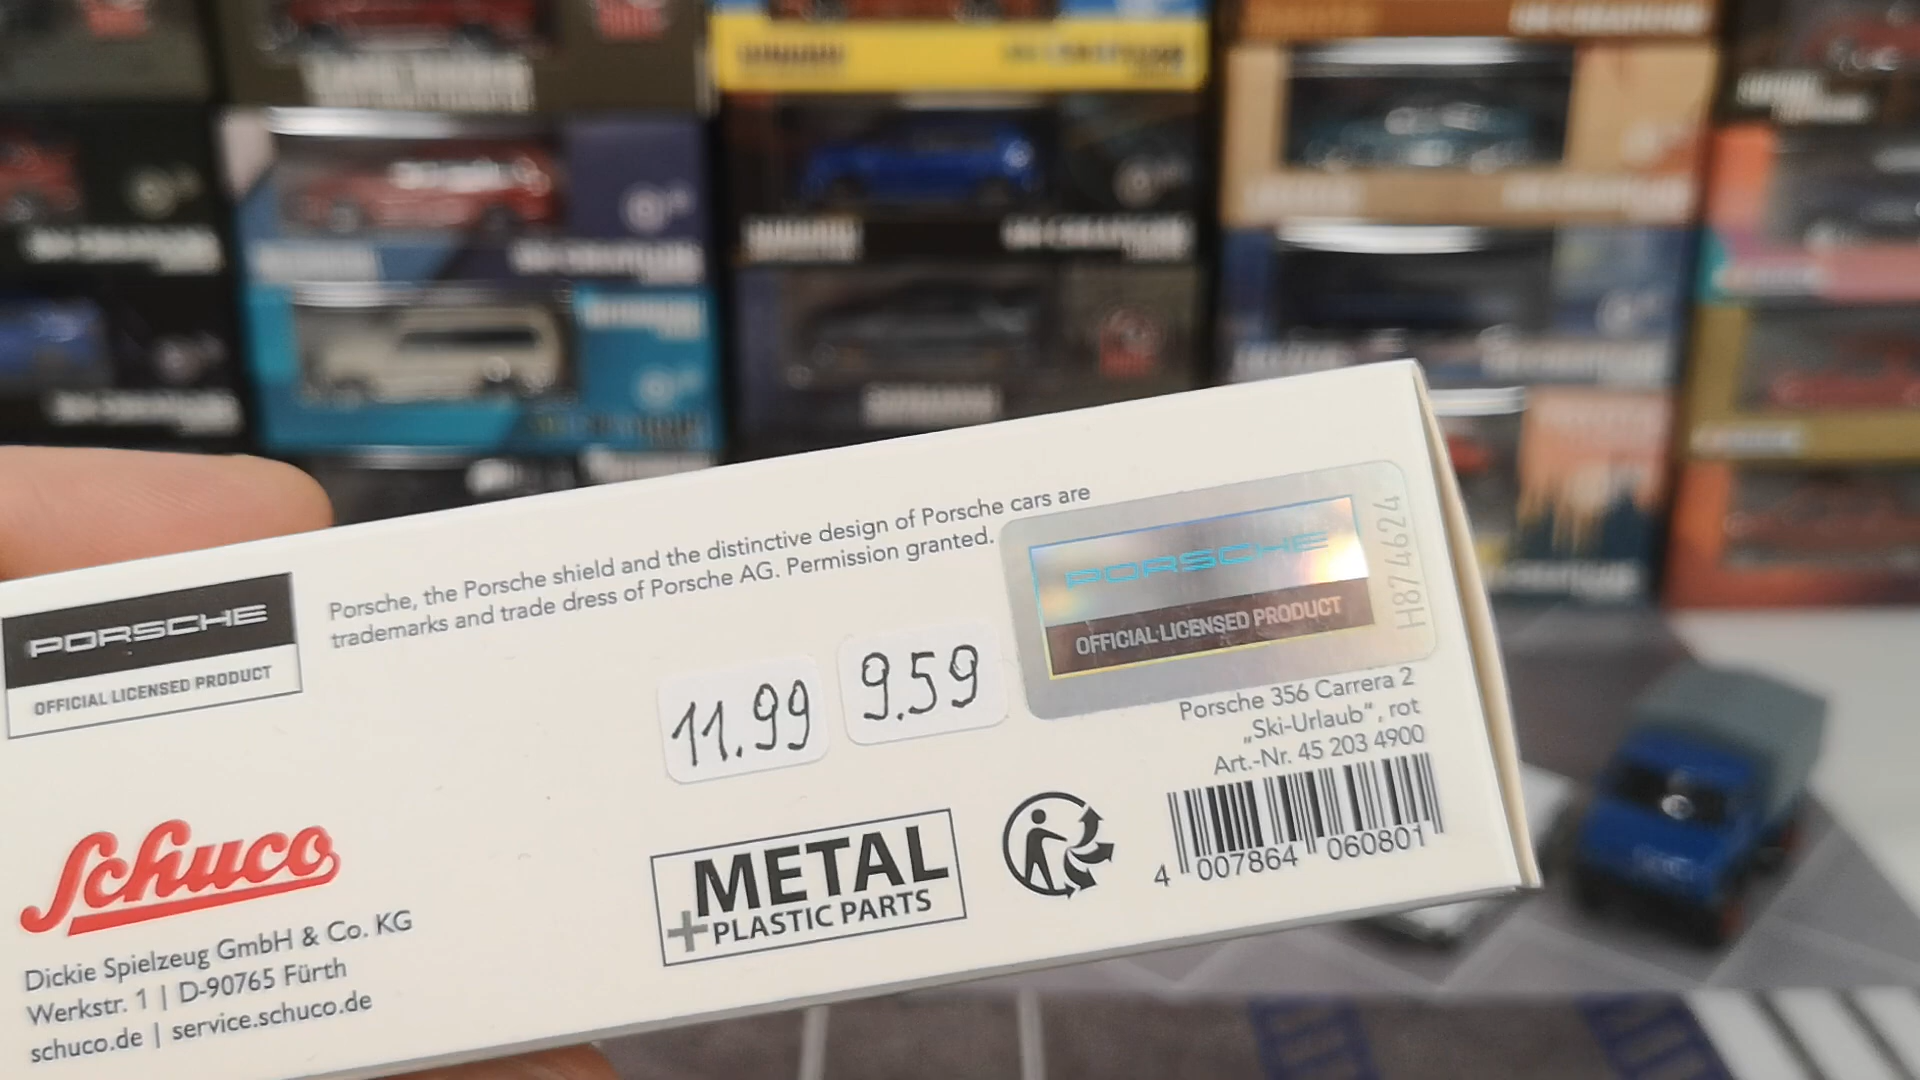 Porsche, the Porsche shield and the distinctive design of Porsche cars are
trademarks and trade dress of Porsche AG. Permission granted.
PORSCHE
OFFICIAL LICENSED PRODUCT
PORSCHE
OFFICIAL LICENSED PRODUCT
H874624
11.99
9.59
Porsche 356 Carrera 2
„Ski-Urlaub“, rot
Art.-Nr. 45 203 4900
4 007864 060801
METAL
+PLASTIC PARTS
Schuco
Dickie Spielzeug GmbH & Co. KG
Werkstr. 1 | D-90765 Fürth
schuco.de | service.schuco.de